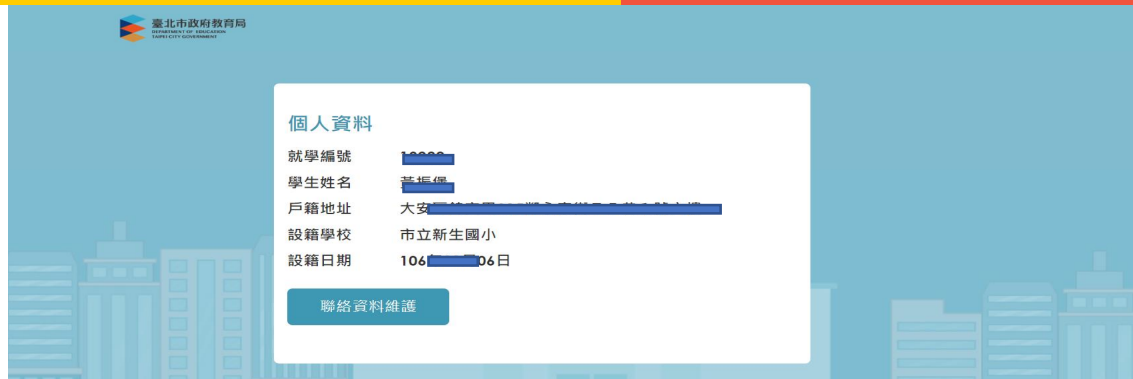 臺北市政府教育局
DEPARTMENT OF EDUCATION
TAIPEI CITY GOVERNMENT
個人資料
就學編號
學生姓名
戶籍地址 大安
設籍學校 市立新生國小
設籍日期 106 06日
聯絡資料維護